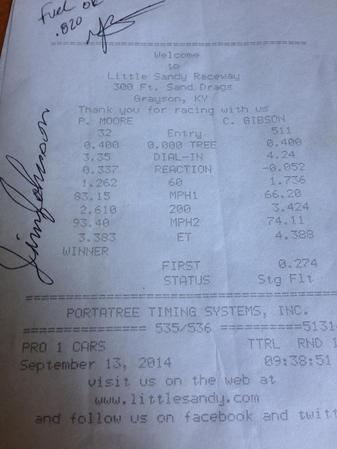 Fuel OK
.820
Welcome
to
Little Sandy Raceway
300 Ft. Sand Drags
Grayson, KY
Thank you for racing with us
P. MOORE C. GIBSON
32 Entry 511
0.400 0.000 TREE 0.400
3.35 DIAL-IN 4.24
0.337 REACTION -0.052
1.262 60 1.736
83.15 MPH1 66.20
2.610 200 3.424
93.40 MPH2 74.11
3.383 ET 4.388
WINNER
FIRST 0.274
STATUS Stg Flt
Jim Johnson
PORTATREE TIMING SYSTEMS, INC.
============= 535/536 ==========5131
PRO 1 CARS TTRL RND 1
September 13, 2014 09:38:51
visit us on the web at
www.littlesandy.com
and follow us on facebook and twitt